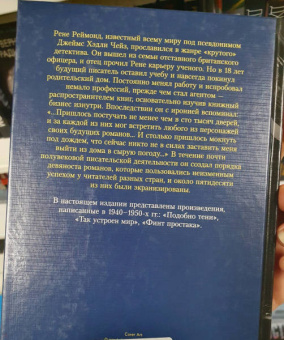 Рене Реймонд, известный всему миру под псевдонимом
Джеймс Хэдли Чейз, прославился в жанре «крутого»
детектива. Он вышел из семьи отставного британского
офицера, и отец прочил Рене карьеру ученого. Но в 18 лет
будущий писатель оставил учебу и навсегда покинул
родительский дом. Постоянно менял работу и испробовал
немало профессий, прежде чем стал агентом —
распространителем книг, основательно изучив книжный
бизнес изнутри. Впоследствии он с иронией вспоминал:
«...Пришлось постучать не менее чем в сто тысяч дверей,
и за каждой из них мог встретить любого из персонажей
своих будущих романов... И столько пришлось мокнуть
под дождем, что сейчас никто не в силах заставить меня
выйти из дома в сырую погоду...» В течение почти
полувековой писательской деятельности он создал порядка
девяноста романов, которые пользовались неизменным
успехом у читателей разных стран, и около пятидесяти
из них были экранизированы.
В настоящем издании представлены произведения,
написанные в 1940–1950-х гг.: «Подобно тени»,
«Так устроен мир», «Финт простака».